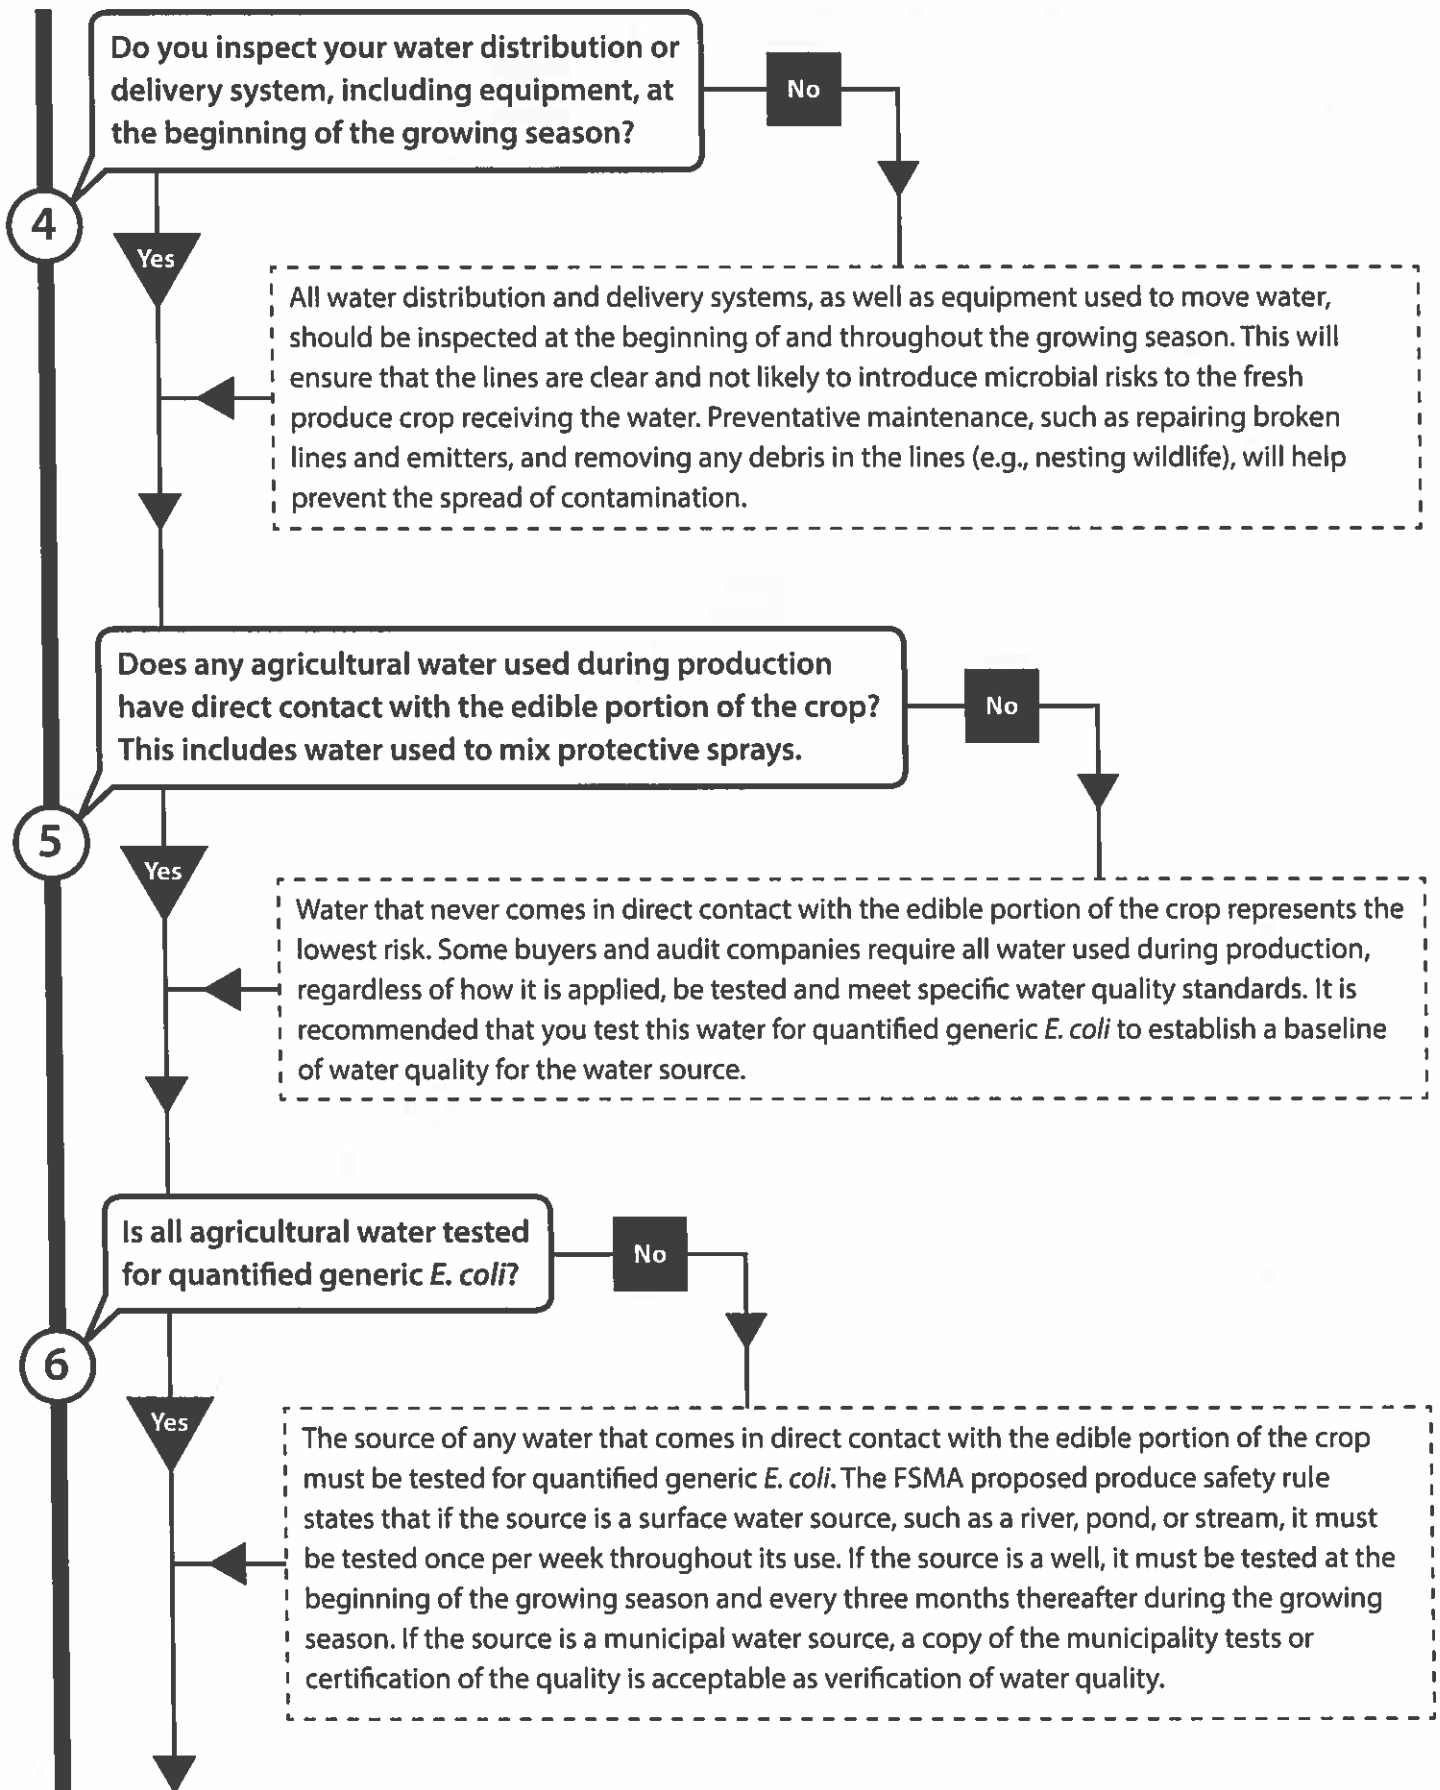 Do you inspect your water distribution or
delivery system, including equipment, at
the beginning of the growing season?
No
4
Yes
All water distribution and delivery systems, as well as equipment used to move water,
should be inspected at the beginning of and throughout the growing season. This will
ensure that the lines are clear and not likely to introduce microbial risks to the fresh
produce crop receiving the water. Preventative maintenance, such as repairing broken
lines and emitters, and removing any debris in the lines (e.g., nesting wildlife), will help
prevent the spread of contamination.
Does any agricultural water used during production
have direct contact with the edible portion of the crop?
This includes water used to mix protective sprays.
No
5
Yes
Water that never comes in direct contact with the edible portion of the crop represents the
lowest risk. Some buyers and audit companies require all water used during production,
regardless of how it is applied, be tested and meet specific water quality standards. It is
recommended that you test this water for quantified generic E. coli to establish a baseline
of water quality for the water source.
Is all agricultural water tested
for quantified generic E. coli?
No
6
Yes
The source of any water that comes in direct contact with the edible portion of the crop
must be tested for quantified generic E. coli. The FSMA proposed produce safety rule
states that if the source is a surface water source, such as a river, pond, or stream, it must
be tested once per week throughout its use. If the source is a well, it must be tested at the
beginning of the growing season and every three months thereafter during the growing
season. If the source is a municipal water source, a copy of the municipality tests or
certification of the quality is acceptable as verification of water quality.